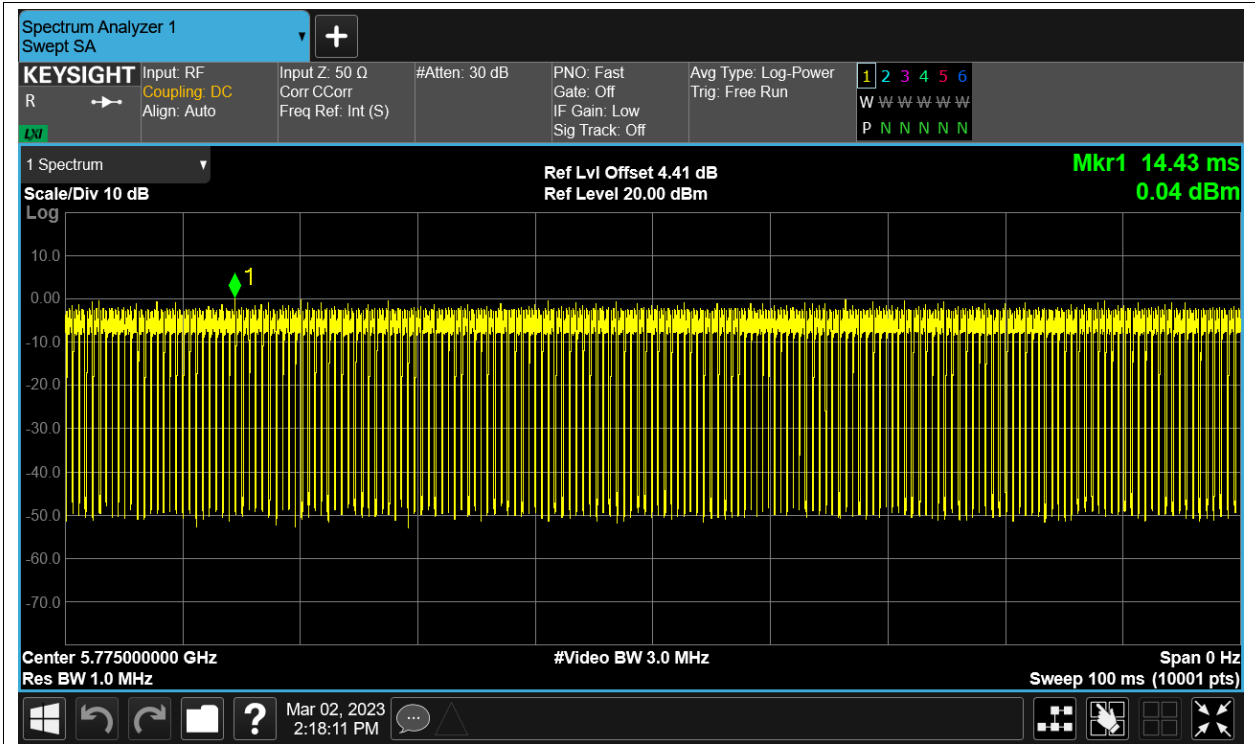 Spectrum Analyzer 1
Swept SA
KEYSIGHT
R
LXI
Input: RF
Coupling: DC
Align: Auto
Input Z: 50 Ω
Corr CCorr
Freq Ref: Int (S)
#Atten: 30 dB
PNO: Fast
Gate: Off
IF Gain: Low
Sig Track: Off
Avg Type: Log-Power
Trig: Free Run
1 2 3 4 5 6
W W W W W W
P N N N N N
1 Spectrum
Scale/Div 10 dB
Ref Lvl Offset 4.41 dB
Ref Level 20.00 dBm
Mkr1 14.43 ms
0.04 dBm
Log
10.0
1
0.00
-10.0
-20.0
-30.0
-40.0
-50.0
-60.0
-70.0
Center 5.775000000 GHz
Res BW 1.0 MHz
#Video BW 3.0 MHz
Span 0 Hz
Sweep 100 ms (10001 pts)
?
Mar 02, 2023
2:18:11 PM